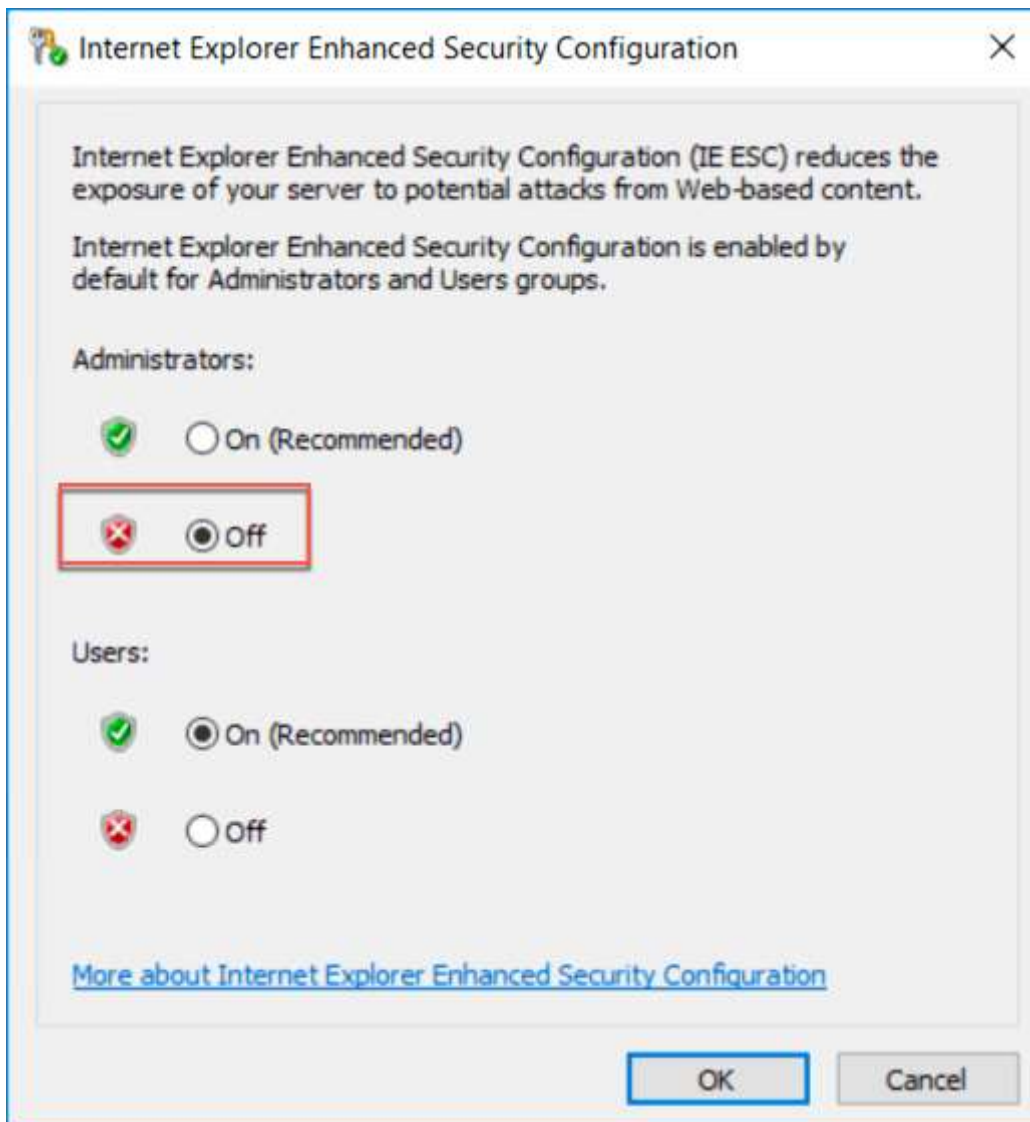 Internet Explorer Enhanced Security Configuration
Internet Explorer Enhanced Security Configuration (IE ESC) reduces the
exposure of your server to potential attacks from Web-based content.
Internet Explorer Enhanced Security Configuration is enabled by
default for Administrators and Users groups.
Administrators:
On (Recommended)
Off
Users:
On (Recommended)
Off
More about Internet Explorer Enhanced Security Configuration
OK Cancel